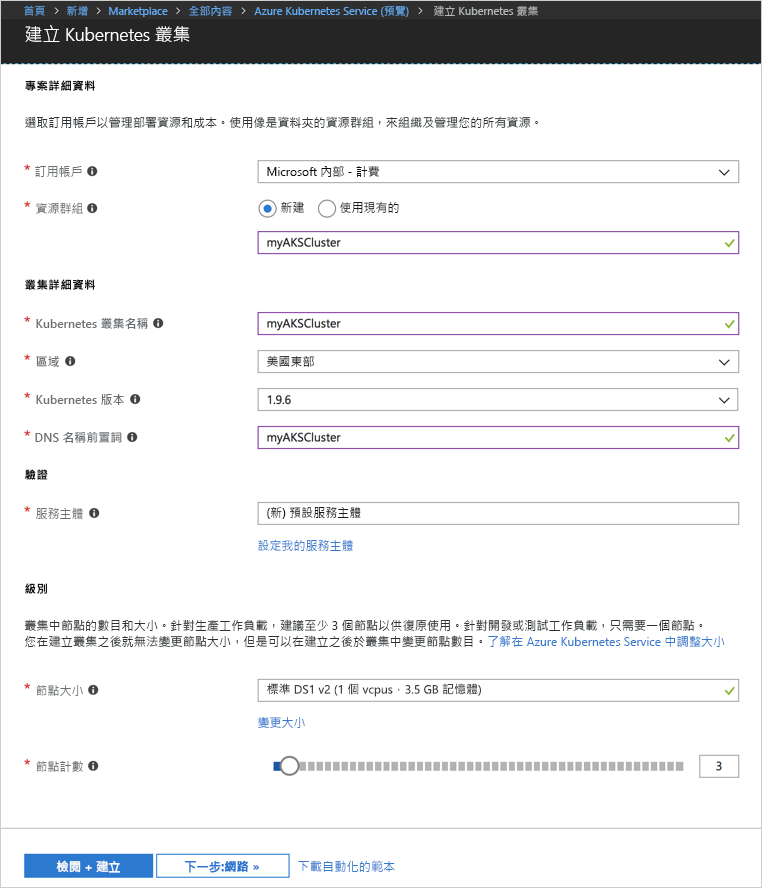 首頁 > 新增 > Marketplace > 全部內容 > Azure Kubernetes Service (預覽) > 建立 Kubernetes 叢集
建立 Kubernetes 叢集
專案詳細資料
選取訂用帳戶以管理部署資源和成本。使用像是資料夾的資源群組，來組織及管理您的所有資源。
* 訂用帳戶 Microsoft 內部 - 計費
* 資源群組 新建 使用現有的
myAKSCluster
叢集詳細資料
* Kubernetes 叢集名稱 myAKSCluster
* 區域 美國東部
* Kubernetes 版本 1.9.6
* DNS 名稱前置詞 myAKSCluster
驗證
* 服務主體 (新) 預設服務主體
設定我的服務主體
級別
叢集中節點的數目和大小。針對生產工作負載，建議至少 3 個節點以供復原使用。針對開發或測試工作負載，只需要一個節點。
您在建立叢集之後就無法變更節點大小，但是可以在建立之後於叢集中變更節點數目。了解在 Azure Kubernetes Service 中調整大小
* 節點大小 標準 DS1 v2 (1 個 vcpus · 3.5 GB 記憶體)
變更大小
* 節點計數 3
檢閱 + 建立 下一步:網路 » 下載自動化的範本